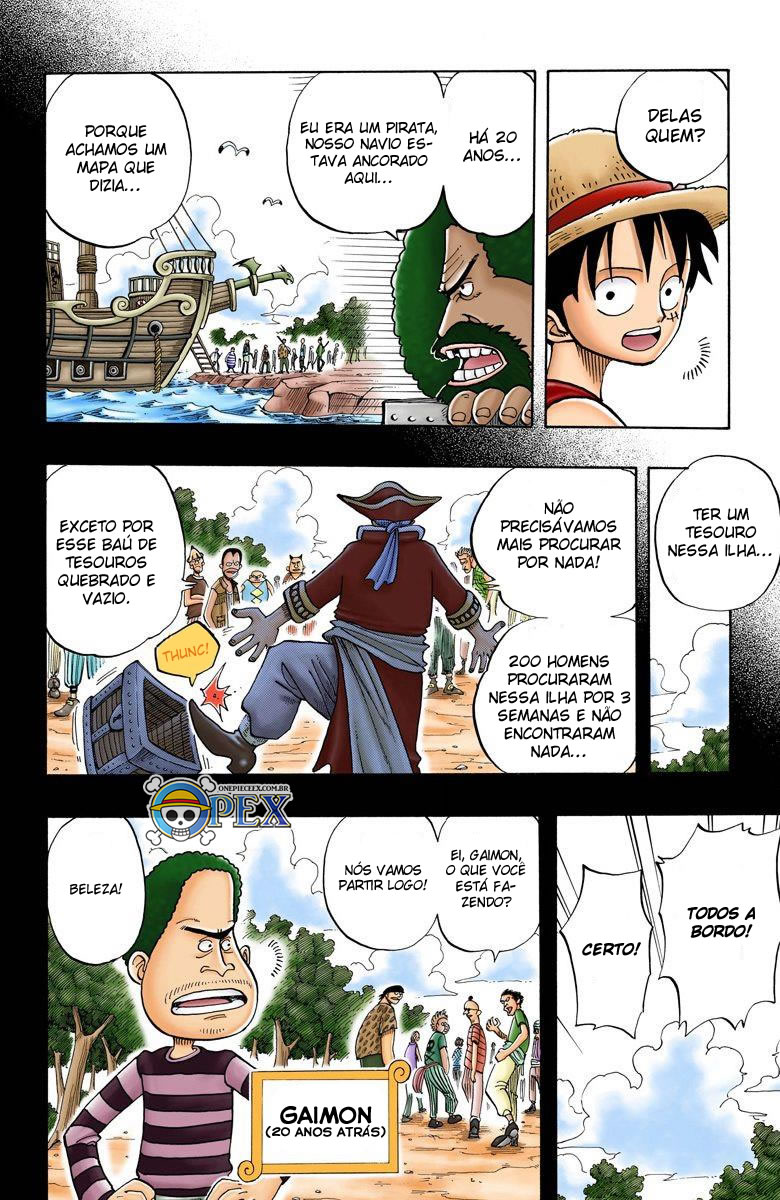 DELAS
QUEM?
HÁ 20
ANOS...
EU ERA UM PIRATA,
NOSSO NAVIO ES-
TAVA ANCORADO
AQUI...
PORQUE
ACHAMOS UM
MAPA QUE
DIZIA...
TER UM
TESOURO
NESSA ILHA...
NÃO
PRECISÁVAMOS
MAIS PROCURAR
POR NADA!
200 HOMENS
PROCURARAM
NESSA ILHA POR 3
SEMANAS E NÃO
ENCONTRARAM
NADA...
EXCETO POR
ESSE BAÚ DE
TESOUROS
QUEBRADO E
VAZIO.
THUNC!
ONEPIECEEX.COM.BR
OPEX
TODOS A
BORDO!
CERTO!
EI, GAIMON,
O QUE VOCÊ
ESTÁ FA-
ZENDO?
NÓS VAMOS
PARTIR LOGO!
BELEZA!
GAIMON
(20 ANOS ATRÁS)